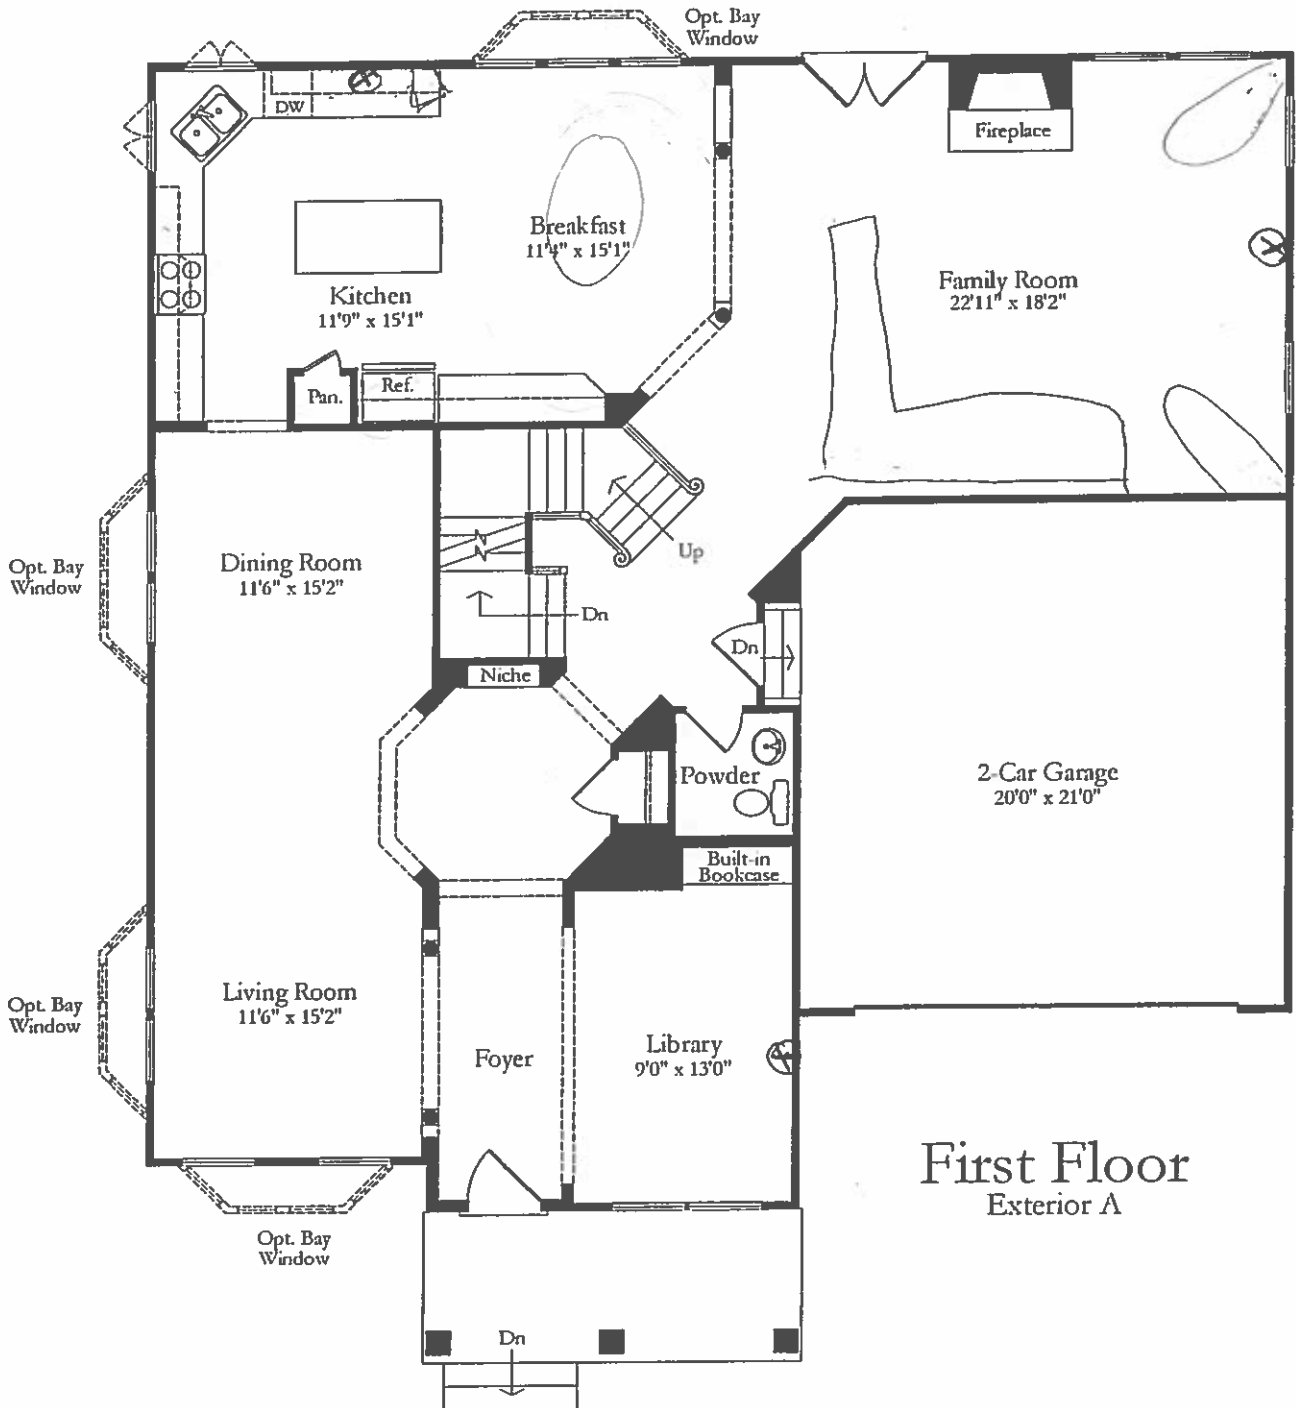 Opt. Bay
Window
DW
Fireplace
Breakfast
11'4" x 15'1"
Family Room
22'11" x 18'2"
Kitchen
11'9" x 15'1"
Pan.
Ref.
Up
Opt. Bay
Window
Dining Room
11'6" x 15'2"
Dn
Dn
Niche
Powder
2-Car Garage
20'0" x 21'0"
Built-in
Bookcase
Opt. Bay
Window
Living Room
11'6" x 15'2"
Foyer
Library
9'0" x 13'0"
First Floor
Exterior A
Opt. Bay
Window
Dn